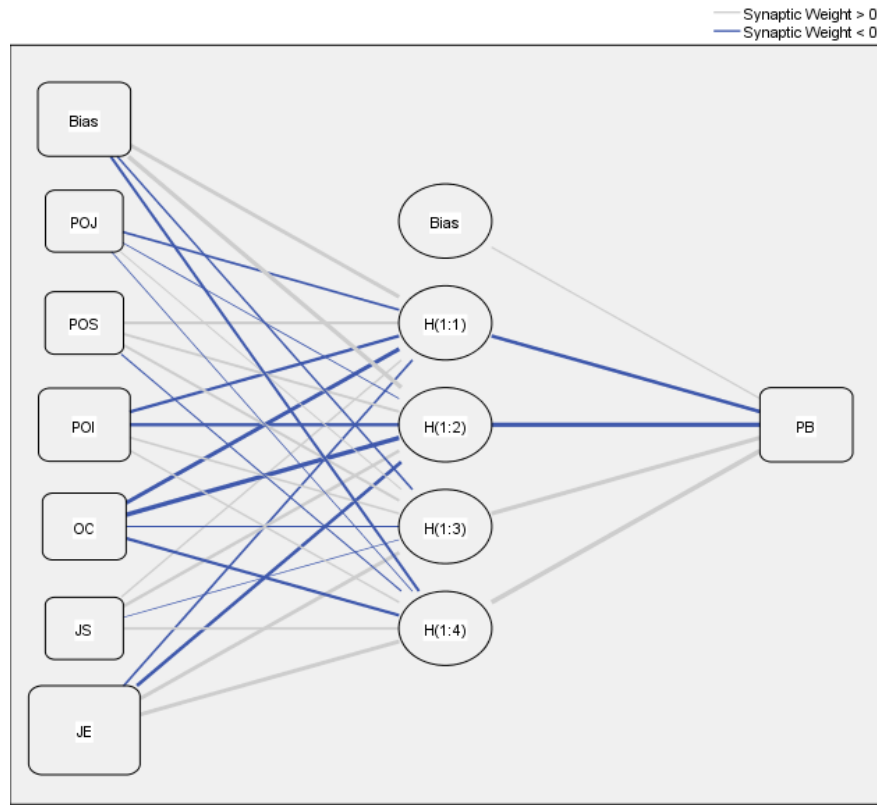 Synaptic Weight > 0
Synaptic Weight < 0
Bias
POJ
POS
POI
OC
JS
JE
Bias
H(1:1)
H(1:2)
H(1:3)
H(1:4)
PB